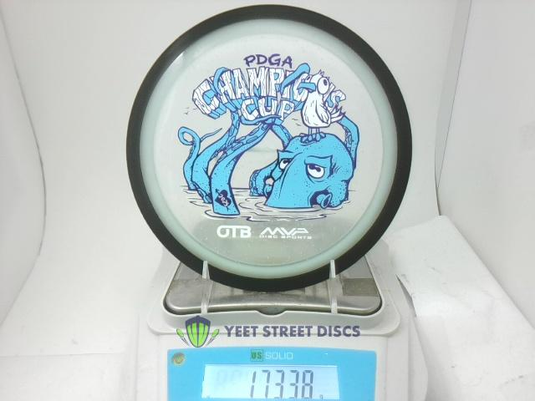 PDGA
CHAMPIONS
CUP
OTB MVP
DISC SPORTS
YEET STREET DISCS
US SOLID
173.38